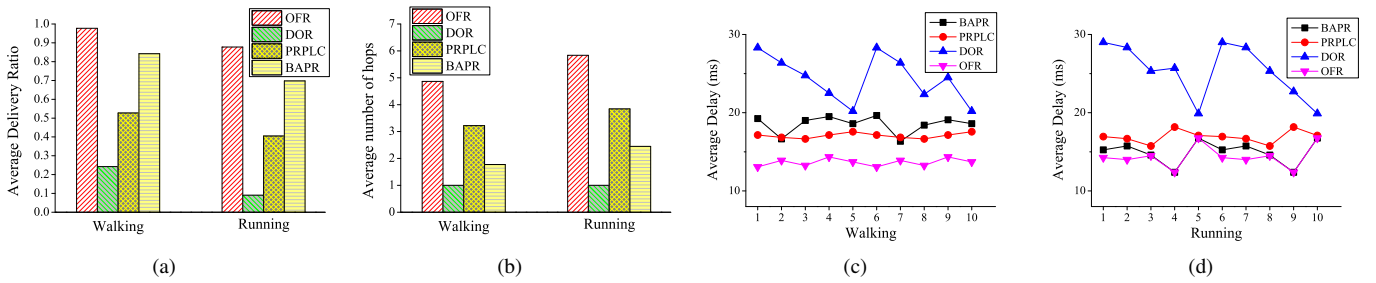 Average Delivery Ratio
1.0
0.9
0.8
0.7
0.6
0.5
0.4
0.3
0.2
0.1
0.0
OFR
DOR
PRPLC
BAPR
Walking Running
(a)
Average number of hops
7
6
5
4
3
2
1
0
OFR
DOR
PRPLC
BAPR
Walking Running
(b)
Average Delay (ms)
30
20
10
BAPR
PRPLC
DOR
OFR
1 2 3 4 5 6 7 8 9 10
Walking
(c)
Average Delay (ms)
30
20
10
BAPR
PRPLC
DOR
OFR
1 2 3 4 5 6 7 8 9 10
Running
(d)